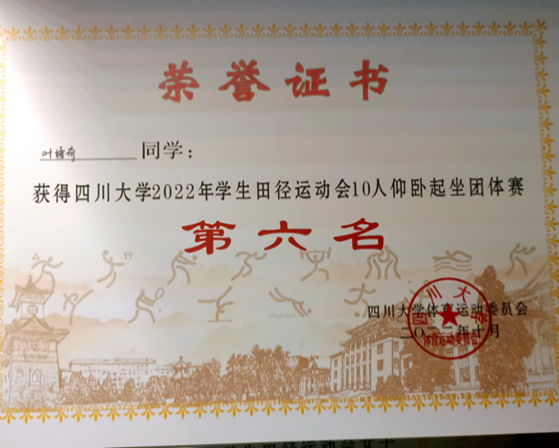 荣誉证书
同学：
获得四川大学2022年学生田径运动会10人仰卧起坐团体赛
第六名
四川大学体育运动委员会
二〇二二年十月